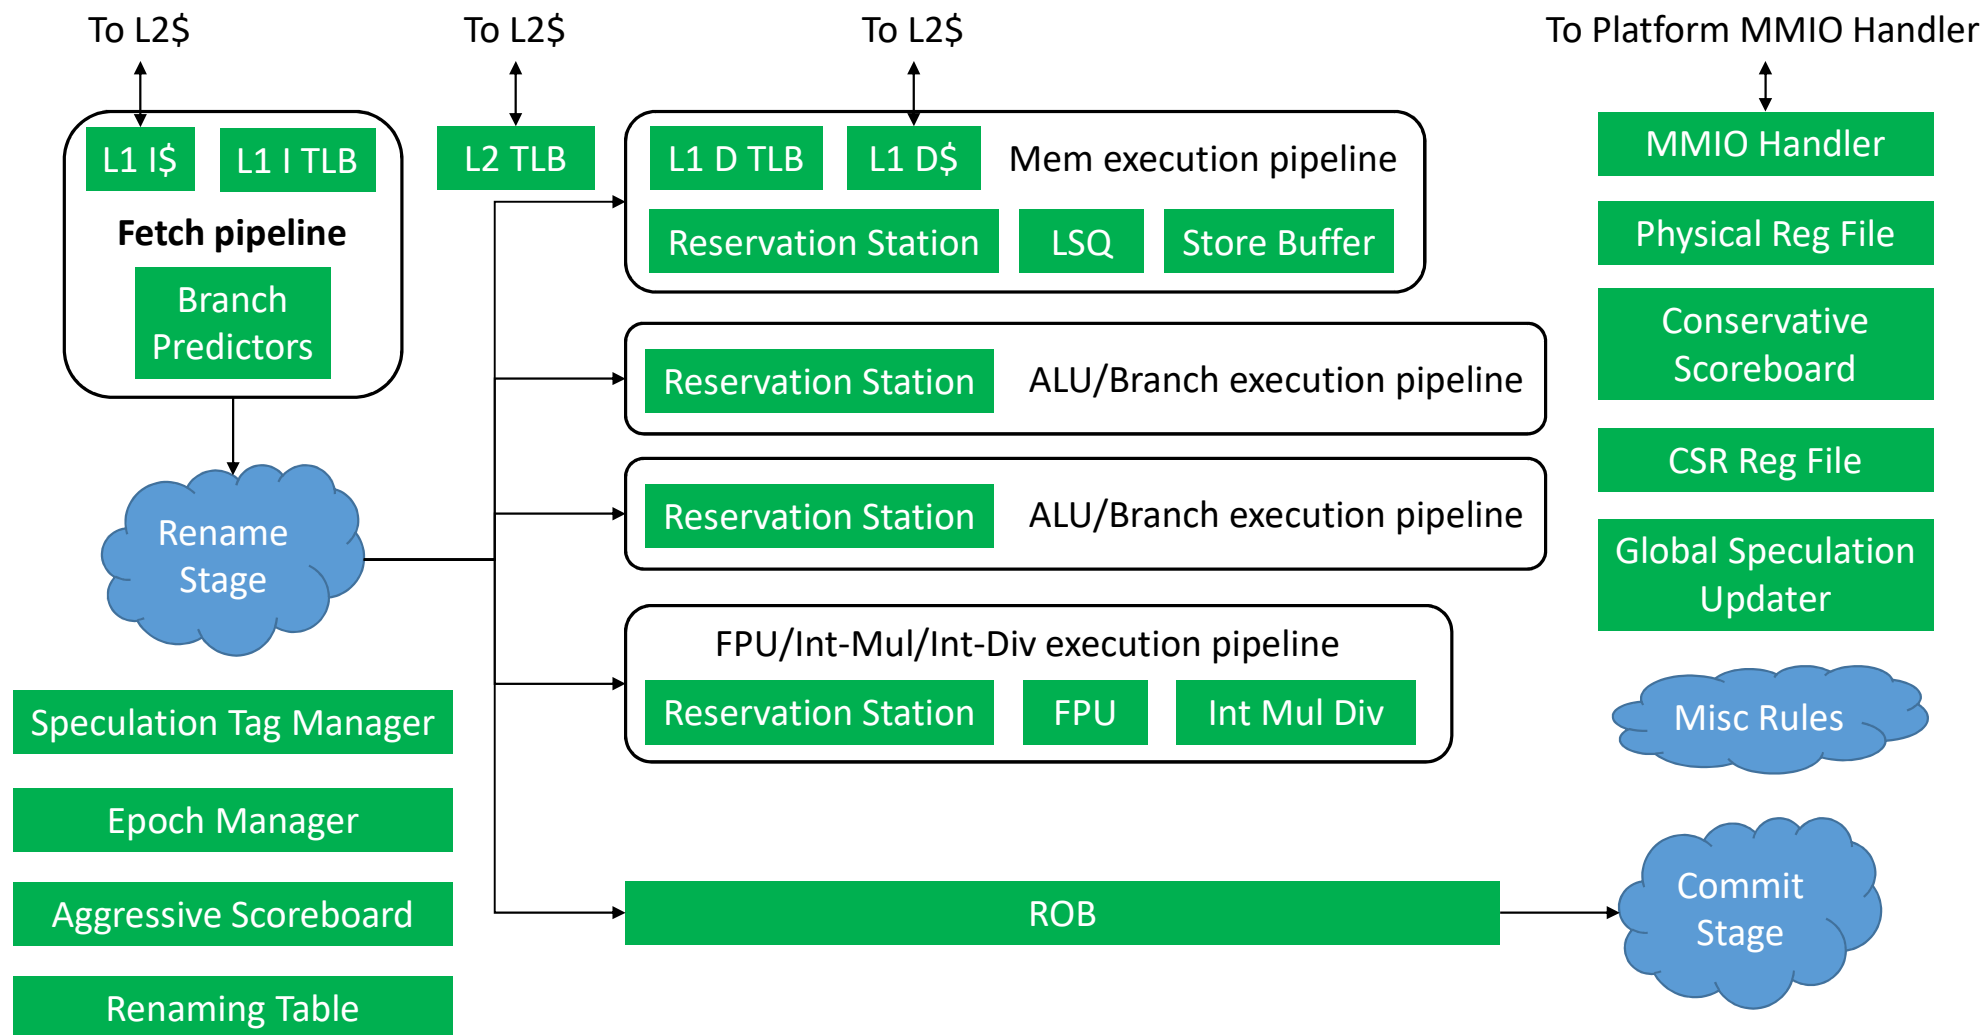 To L2$
To L2$
To L2$
To Platform MMIO Handler
L1 I$
L1 I TLB
Fetch pipeline
Branch
Predictors
L2 TLB
L1 D TLB
L1 D$
Mem execution pipeline
Reservation Station
LSQ
Store Buffer
Reservation Station
ALU/Branch execution pipeline
Reservation Station
ALU/Branch execution pipeline
FPU/Int-Mul/Int-Div execution pipeline
Reservation Station
FPU
Int Mul Div
ROB
MMIO Handler
Physical Reg File
Conservative
Scoreboard
CSR Reg File
Global Speculation
Updater
Misc Rules
Commit
Stage
Rename
Stage
Speculation Tag Manager
Epoch Manager
Aggressive Scoreboard
Renaming Table